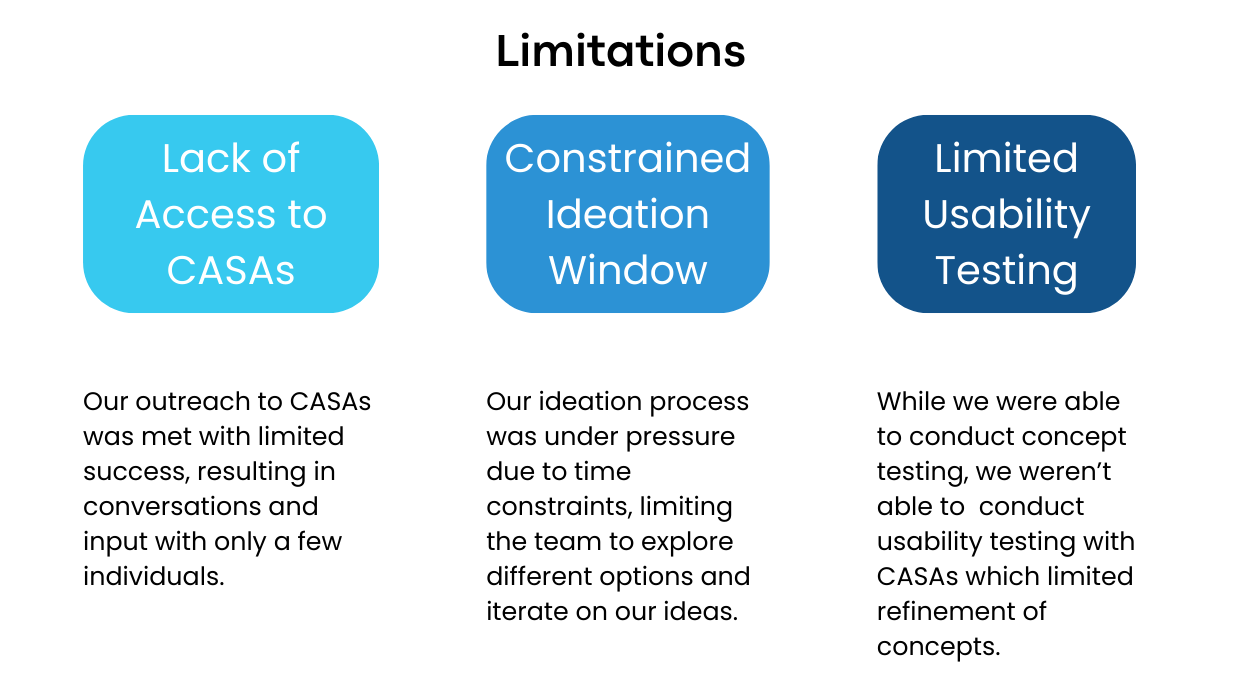 Limitations
Lack of
Access to
CASAs
Constrained
Ideation
Window
Limited
Usability
Testing
Our outreach to CASAs
was met with limited
success, resulting in
conversations and
input with only a few
individuals.
Our ideation process
was under pressure
due to time
constraints, limiting
the team to explore
different options and
iterate on our ideas.
While we were able
to conduct concept
testing, we weren’t
able to  conduct
usability testing with
CASAs which limited
refinement of
concepts.